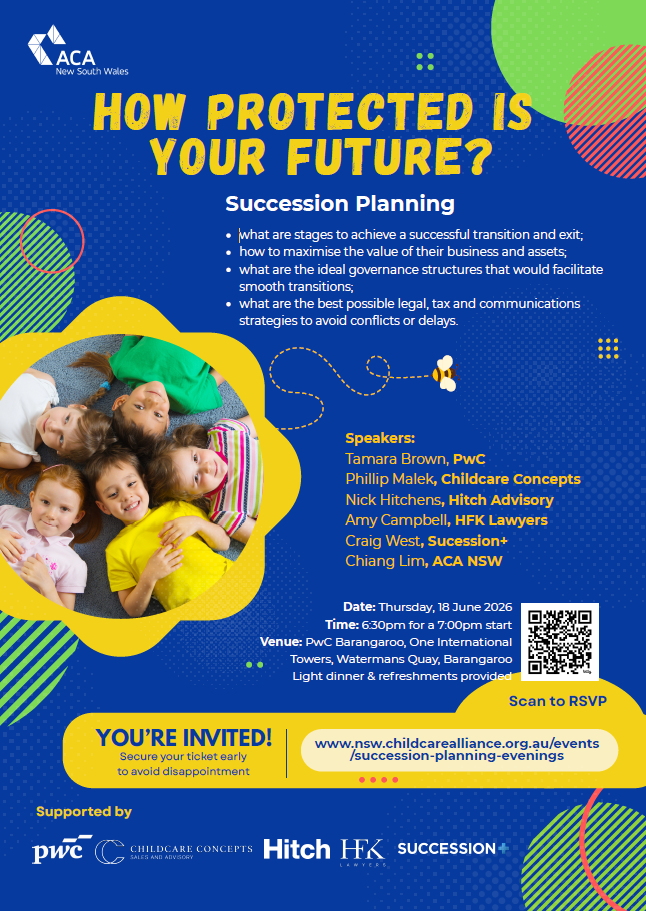 ACA
New South Wales
HOW PROTECTED IS
YOUR FUTURE?
Succession Planning
• what are stages to achieve a successful transition and exit;
• how to maximise the value of their business and assets;
• what are the ideal governance structures that would facilitate
smooth transitions;
• what are the best possible legal, tax and communications
strategies to avoid conflicts or delays.
Speakers:
Tamara Brown, PwC
Phillip Malek, Childcare Concepts
Nick Hitchens, Hitch Advisory
Amy Campbell, HFK Lawyers
Craig West, Sucession+
Chiang Lim, ACA NSW
Date: Thursday, 18 June 2026
Time: 6:30pm for a 7:00pm start
Venue: PwC Barangaroo, One International
Towers, Watermans Quay, Barangaroo
Light dinner & refreshments provided
Scan to RSVP
YOU'RE INVITED!
Secure your ticket early
to avoid disappointment
www.nsw.childcarealliance.org.au/events
/succession-planning-evenings
Supported by
pwc
CHILDCARE CONCEPTS
SALES AND ADVISORY
Hitch
HFK
LAWYERS
SUCCESSION+